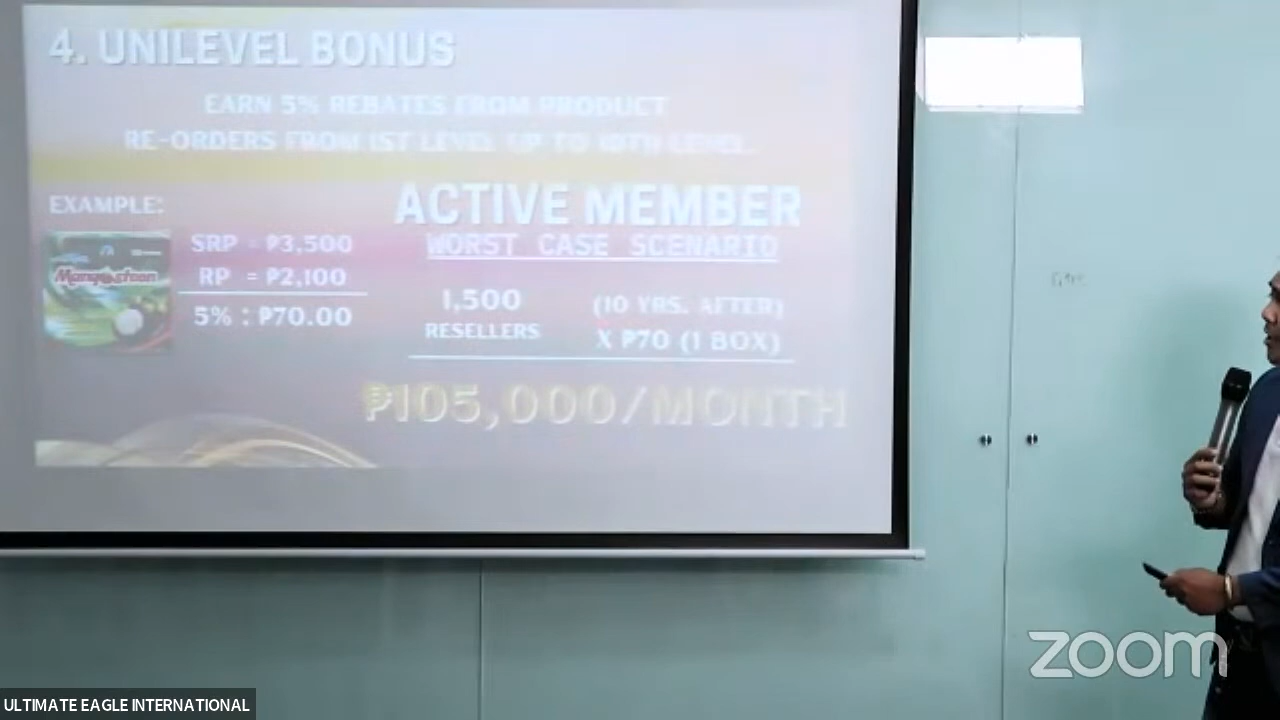 4. UNILEVEL BONUS
EARN 5% REBATES FROM PRODUCT
RE-ORDERS FROM 1ST LEVEL UP TO 10TH LEVEL.
EXAMPLE:
SRP = ₱3,500
RP = ₱2,100
5% : ₱70.00
Mangosteen
ACTIVE MEMBER
WORST CASE SCENARIO
1,500
RESELLERS
(10 YRS. AFTER)
X ₱70 (1 BOX)
₱105,000/MONTH
zoom
ULTIMATE EAGLE INTERNATIONAL